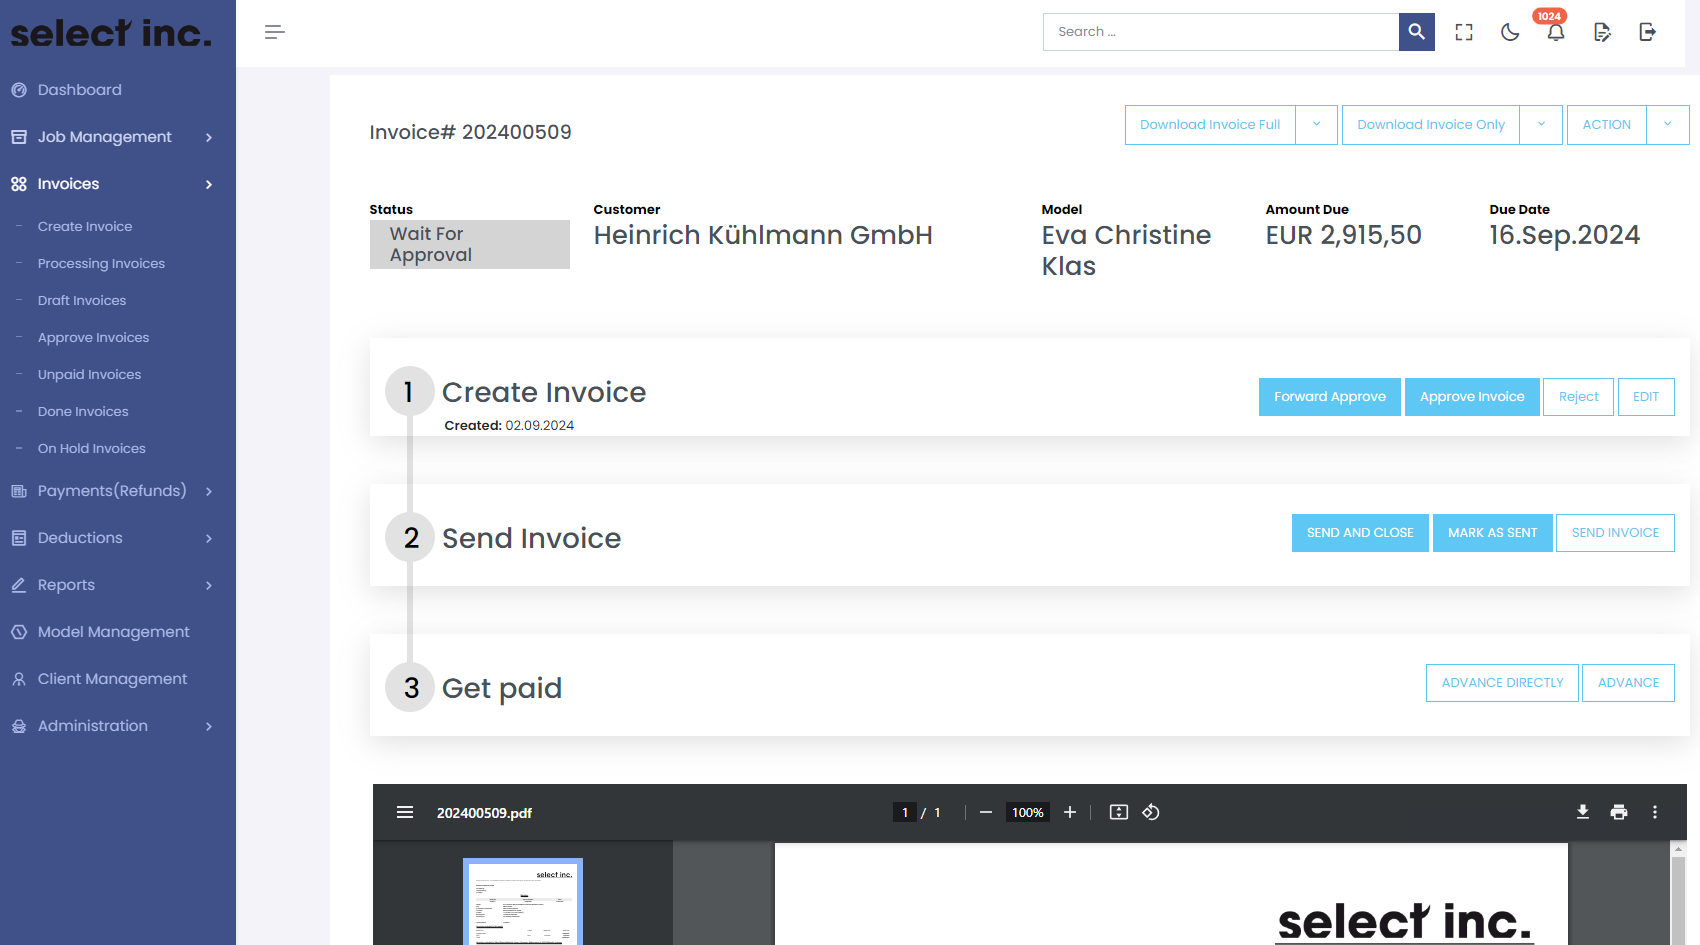 select inc.
Search ...
1024
Dashboard
Job Management
Invoices
Create Invoice
Processing Invoices
Draft Invoices
Approve Invoices
Unpaid Invoices
Done Invoices
On Hold Invoices
Payments(Refunds)
Deductions
Reports
Model Management
Client Management
Administration
Invoice# 202400509
Download Invoice Full
Download Invoice Only
ACTION
Status
Wait For
Approval
Customer
Heinrich Kühlmann GmbH
Model
Eva Christine
Klas
Amount Due
EUR 2,915,50
Due Date
16.Sep.2024
1
Create Invoice
Created: 02.09.2024
Forward Approve
Approve Invoice
Reject
EDIT
2
Send Invoice
SEND AND CLOSE
MARK AS SENT
SEND INVOICE
3
Get paid
ADVANCE DIRECTLY
ADVANCE
202400509.pdf
1 / 1
100%
select inc.
select inc.